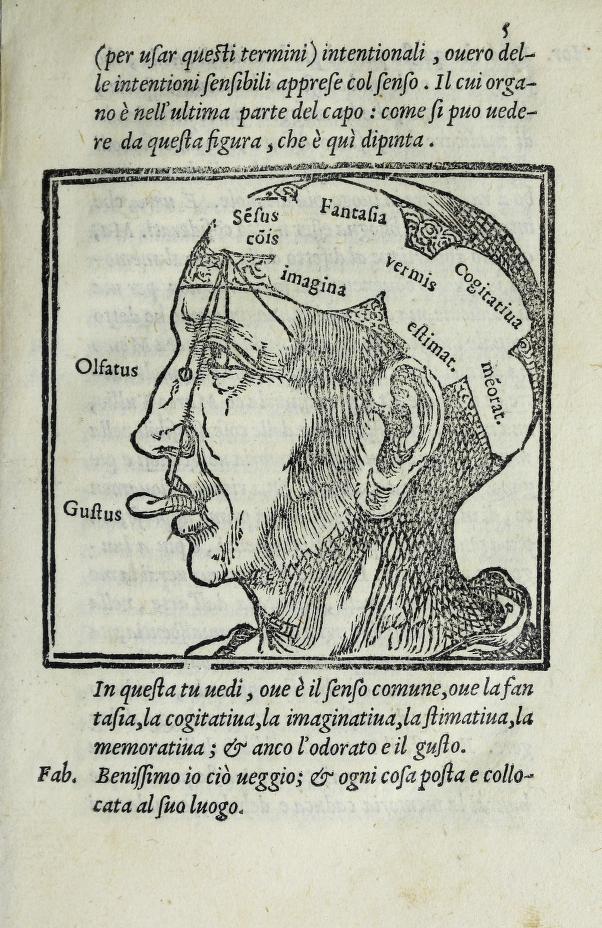 5
(per uſar queſti termini) intentionali, ouero del-
le intentioni ſenſibili appreſe col ſenſo. Il cui orga-
no è nell'ultima parte del capo: come ſi puo uede-
re da queſta figura, che è quì dipinta.
Sẽſus
cõis
Fantaſia
imagina
vermis
Cogitatiua
eſtimat.
mẽorat.
Olfatus
Guſtus
In queſta tu uedi, oue è il ſenſo comune, oue la fan
taſia, la cogitatiua, la imaginatiua, la ſtimatiua, la
memoratiua; & anco l'odorato e il guſto.
Fab. Beniſſimo io ciò ueggio; & ogni coſa poſta e collo-
cata al ſuo luogo.